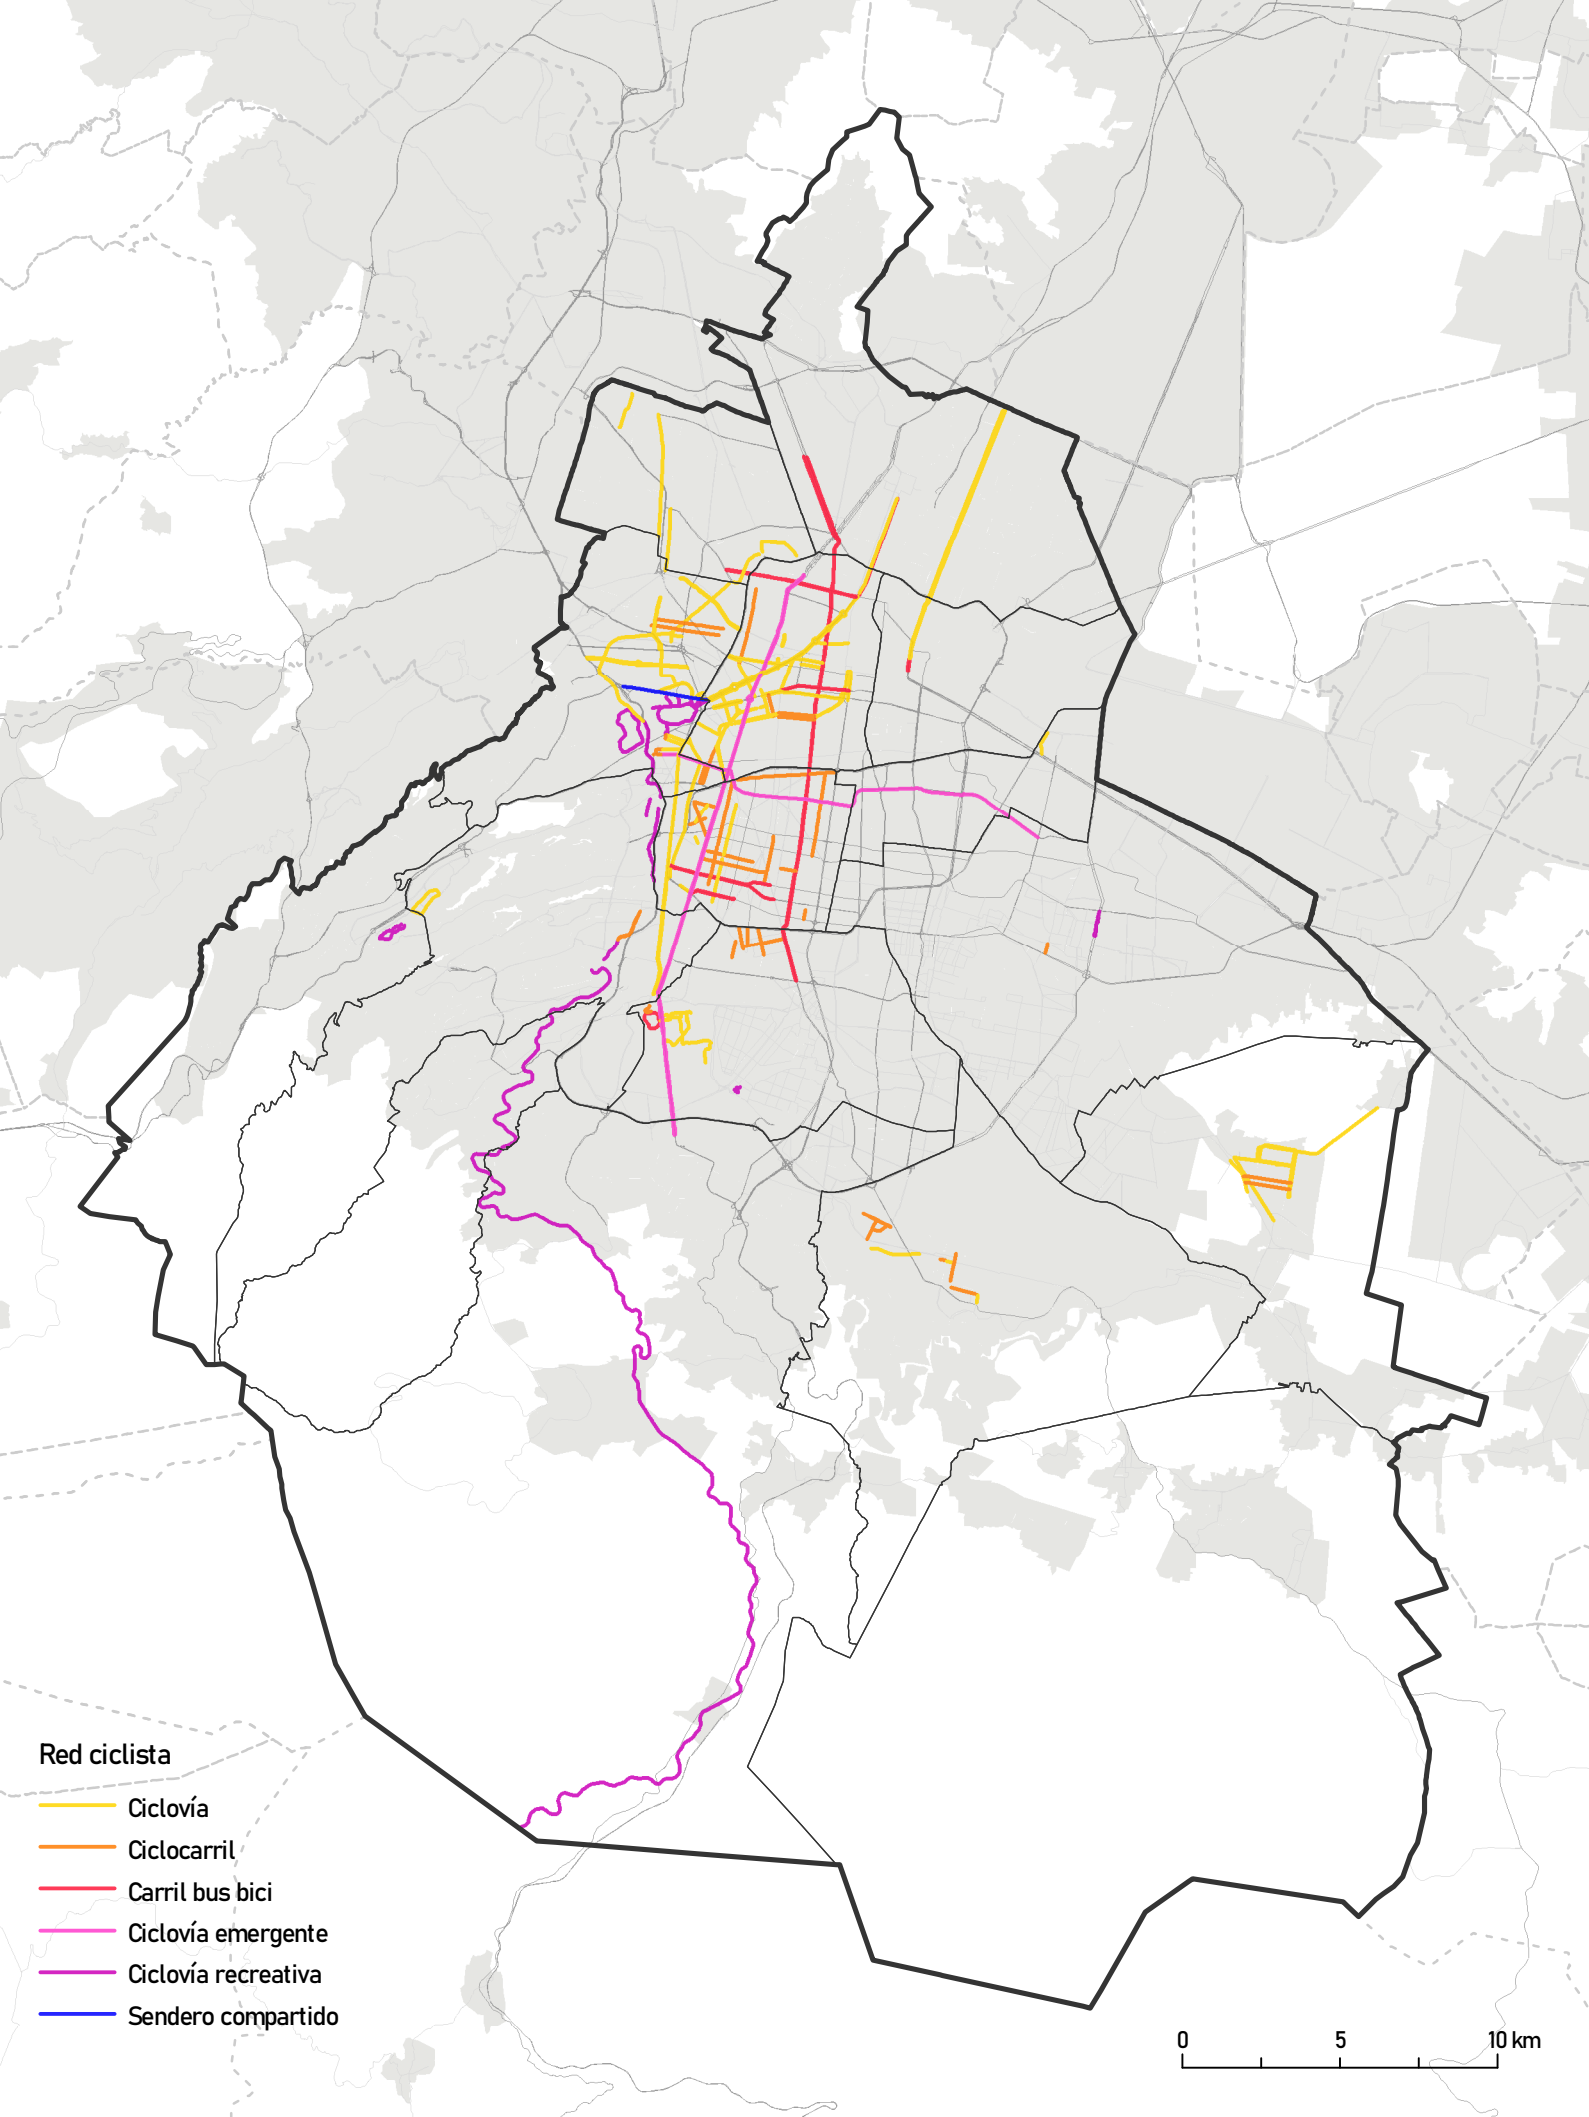 Red ciclista
Ciclovía
Ciclocarril
Carril bus bici
Ciclovía emergente
Ciclovía recreativa
Sendero compartido
0 5 10 km